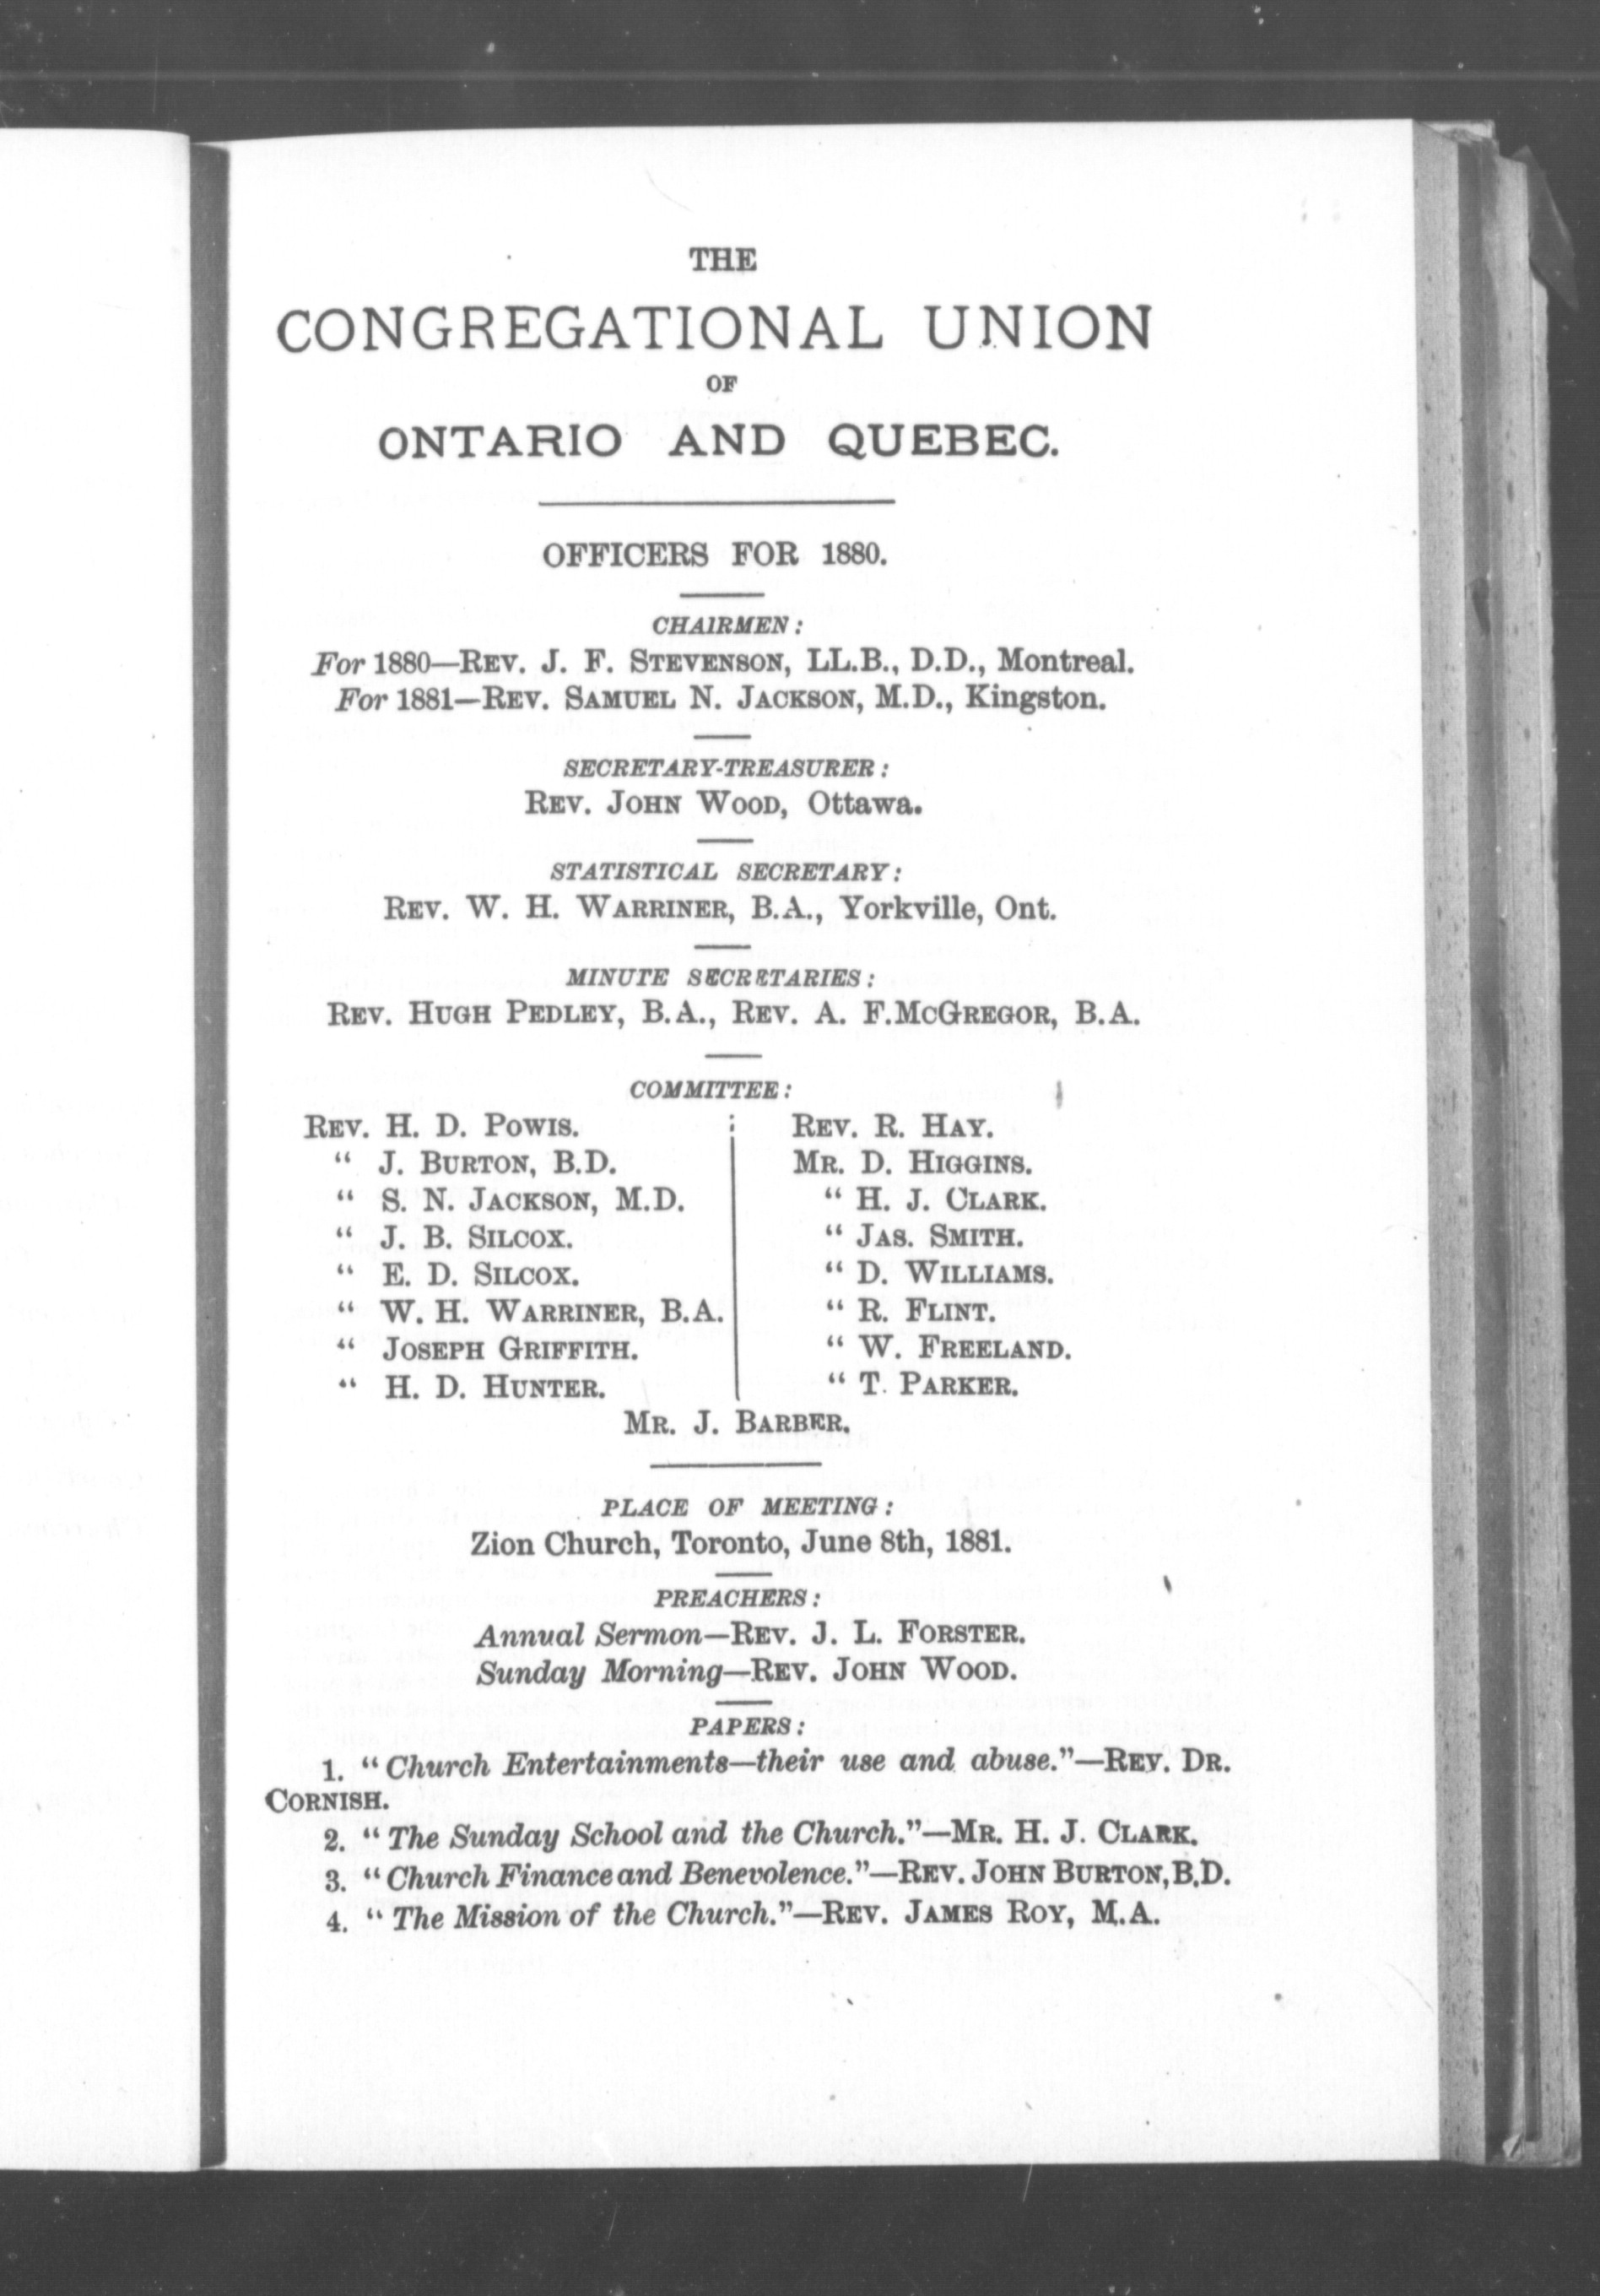 THE
CONGREGATIONAL UNION
OF
ONTARIO AND QUEBEC.
OFFICERS FOR 1880.
CHAIRMEN:
For 1880—REV. J. F. STEVENSON, LL.B., D.D., Montreal.
For 1881—REV. SAMUEL N. JACKSON, M.D., Kingston.
SECRETARY-TREASURER:
REV. JOHN WOOD, Ottawa.
STATISTICAL SECRETARY:
REV. W. H. WARRINER, B.A., Yorkville, Ont.
MINUTE SECRETARIES:
REV. HUGH PEDLEY, B.A., REV. A. F. MCGREGOR, B.A.
COMMITTEE:
REV. H. D. POWIS.
“ J. BURTON, B.D.
“ S. N. JACKSON, M.D.
“ J. B. SILCOX.
“ E. D. SILCOX.
“ W. H. WARRINER, B.A.
“ JOSEPH GRIFFITH.
“ H. D. HUNTER.
REV. R. HAY.
MR. D. HIGGINS.
“ H. J. CLARK.
“ JAS. SMITH.
“ D. WILLIAMS.
“ R. FLINT.
“ W. FREELAND.
“ T. PARKER.
MR. J. BARBER.
PLACE OF MEETING:
Zion Church, Toronto, June 8th, 1881.
PREACHERS:
Annual Sermon—REV. J. L. FORSTER.
Sunday Morning—REV. JOHN WOOD.
PAPERS:
1. “Church Entertainments—their use and abuse.”—REV. DR.
CORNISH.
2. “The Sunday School and the Church.”—MR. H. J. CLARK.
3. “Church Finance and Benevolence.”—REV. JOHN BURTON, B.D.
4. “The Mission of the Church.”—REV. JAMES ROY, M.A.